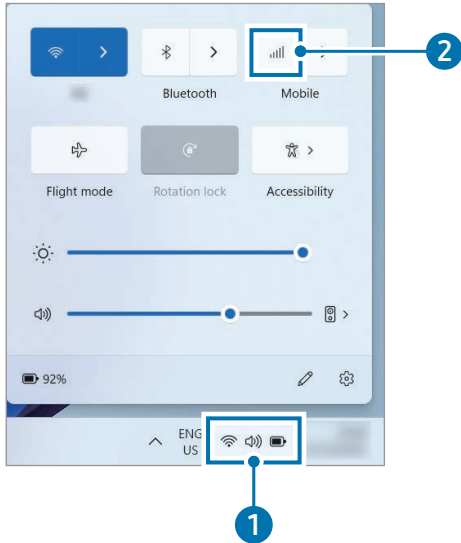 2
Bluetooth
Mobile
Flight mode
Rotation lock
Accessibility
92%
ENG
US
1